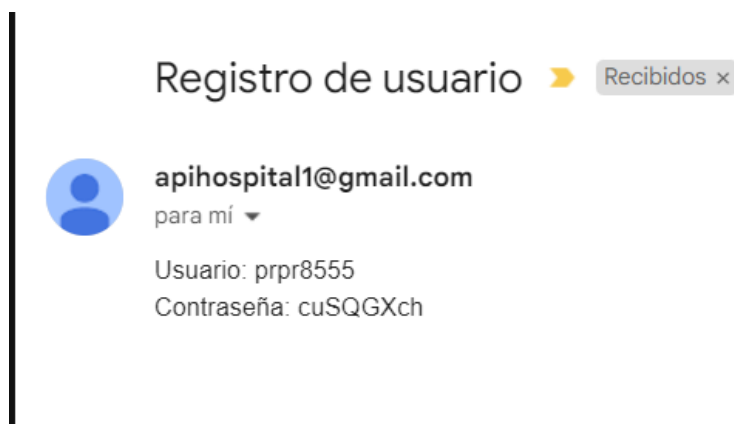 Registro de usuario Recibidos ×
apihospital1@gmail.com
para mí
Usuario: prpr8555
Contraseña: cuSQGXch